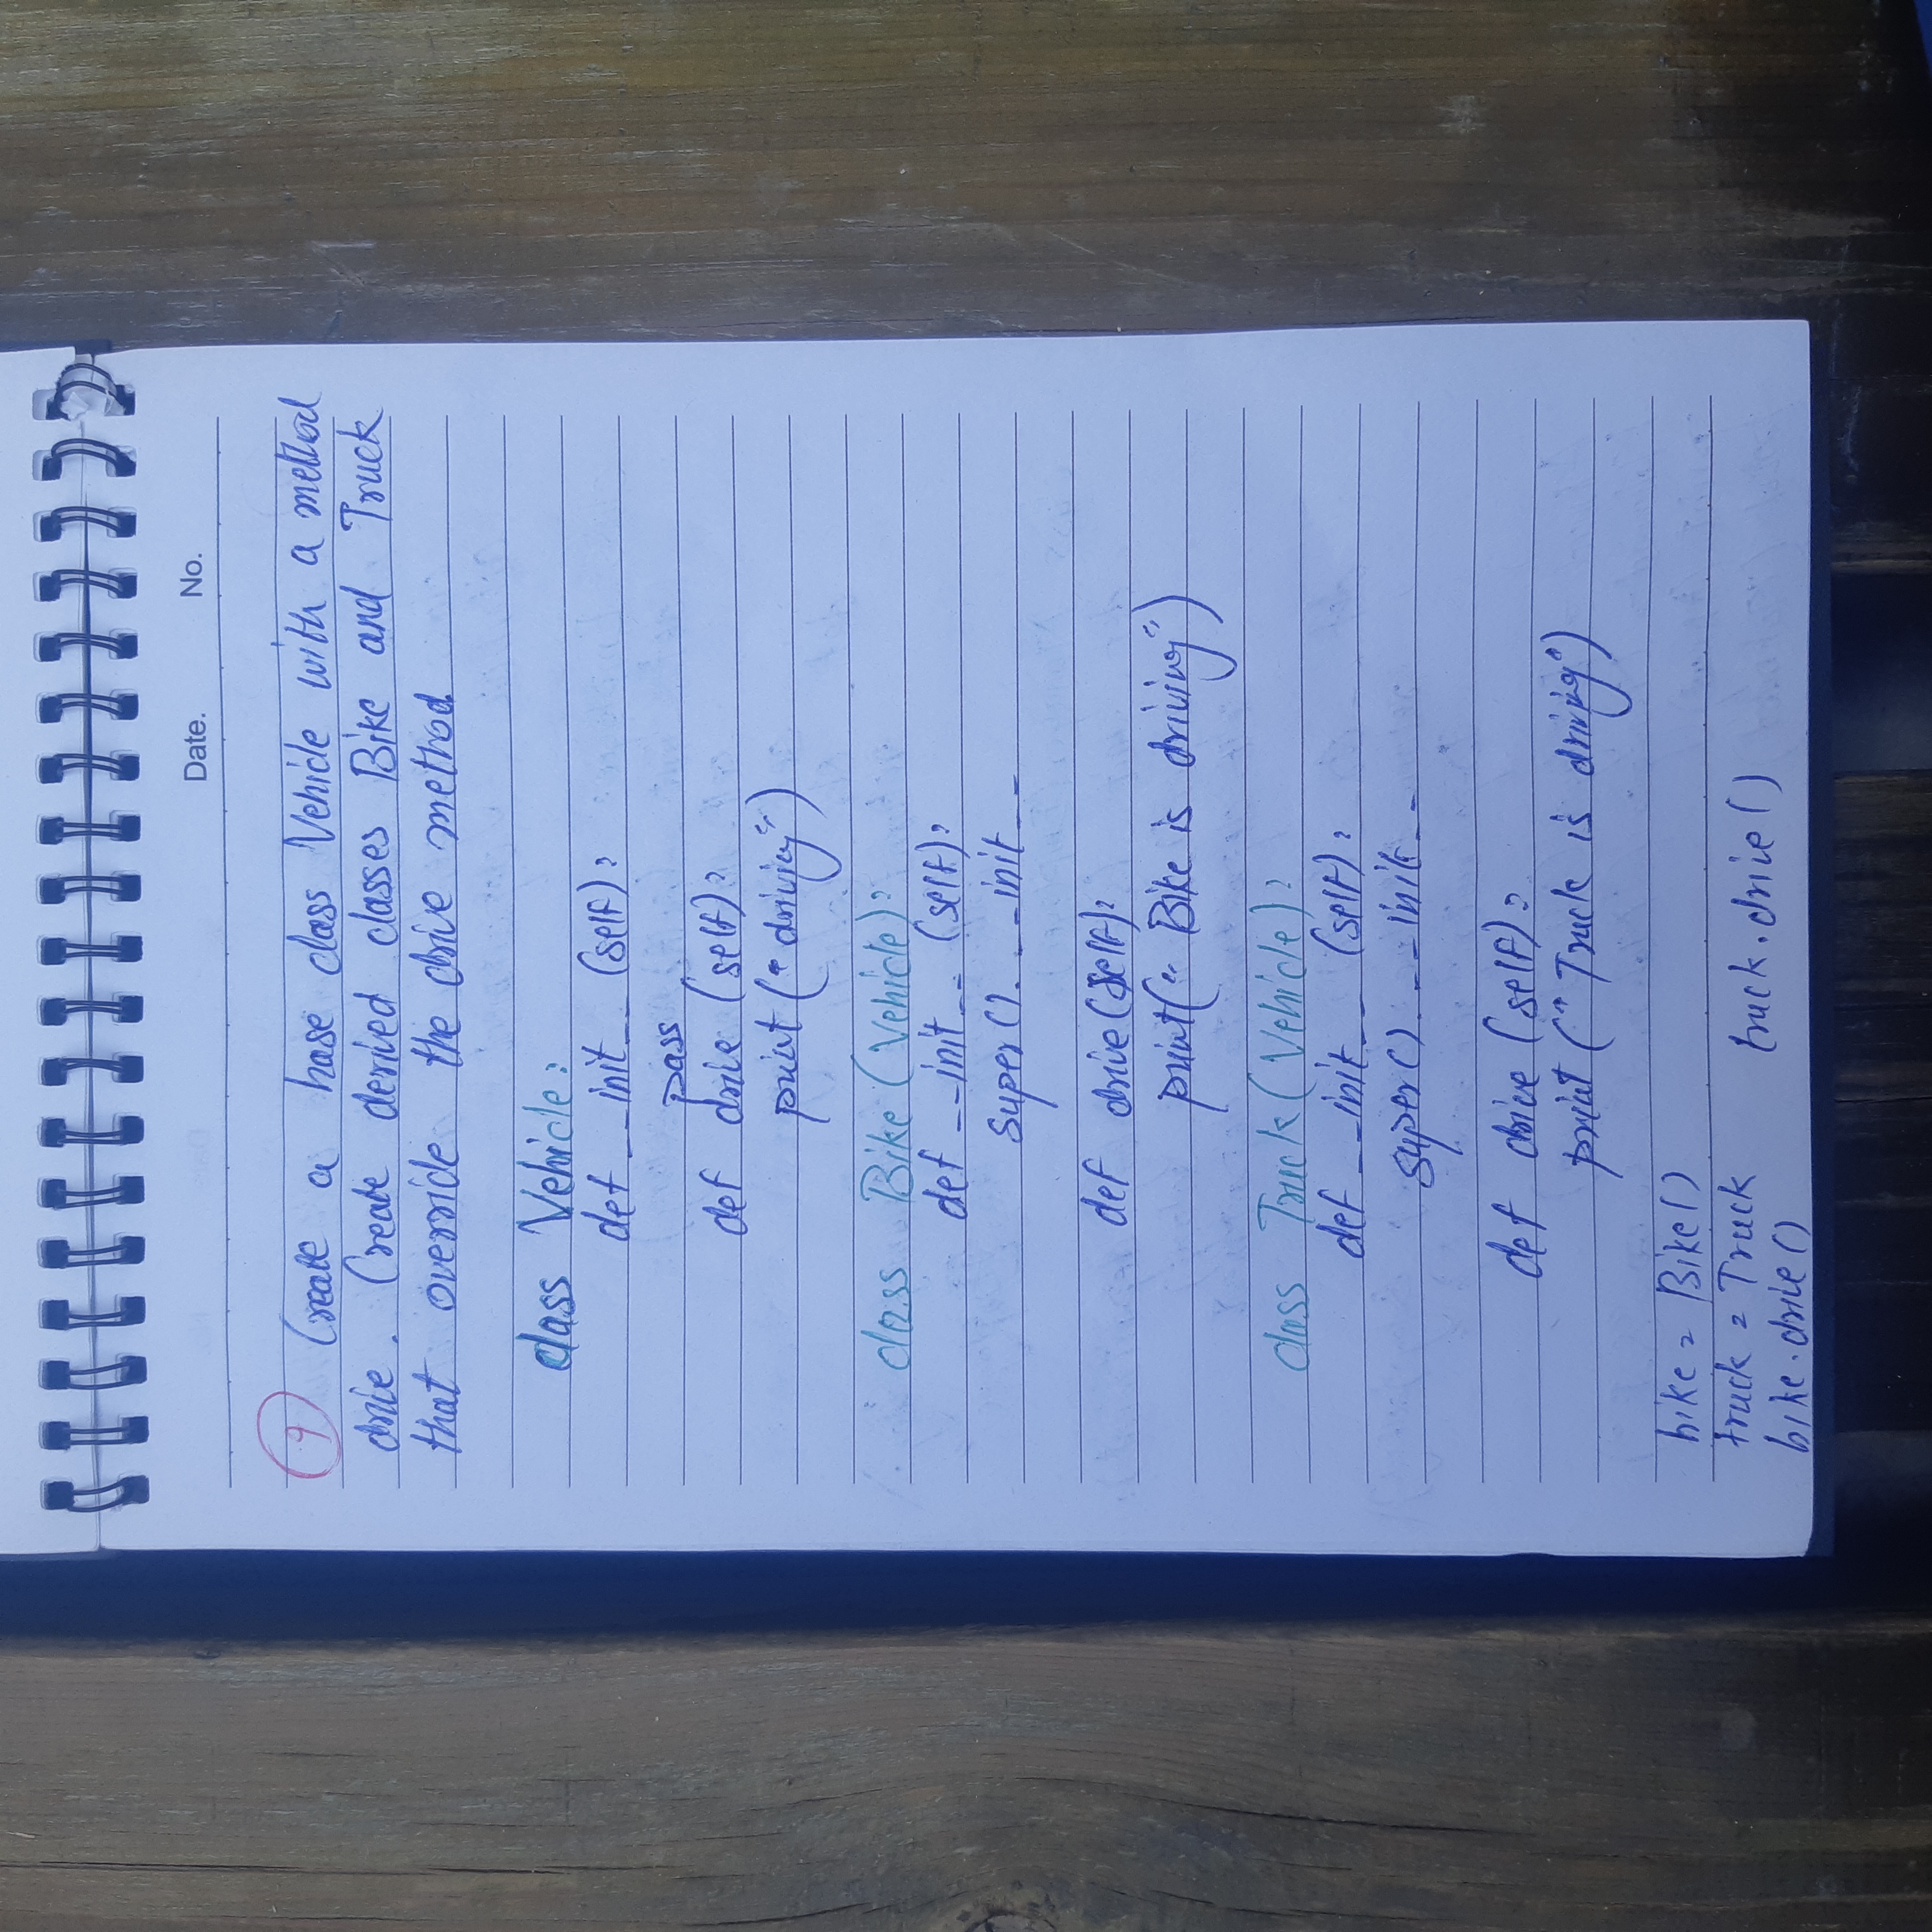 Date. No.
9 Create a base class Vehicle with a method
drive. Create derived classes Bike and Truck
that override the drive method
class Vehicle:
def __init__ (self):
pass
def drive (self):
print ("driving")
class Bike (Vehicle):
def __init__ (self):
super(). __init__
def drive (self):
print(" Bike is driving")
class Truck (Vehicle):
def __init__ (self):
super() __init__
def drive (self):
print (" Truck is driving")
bike = Bike()
truck = Truck
bike.drive() truck.drive()